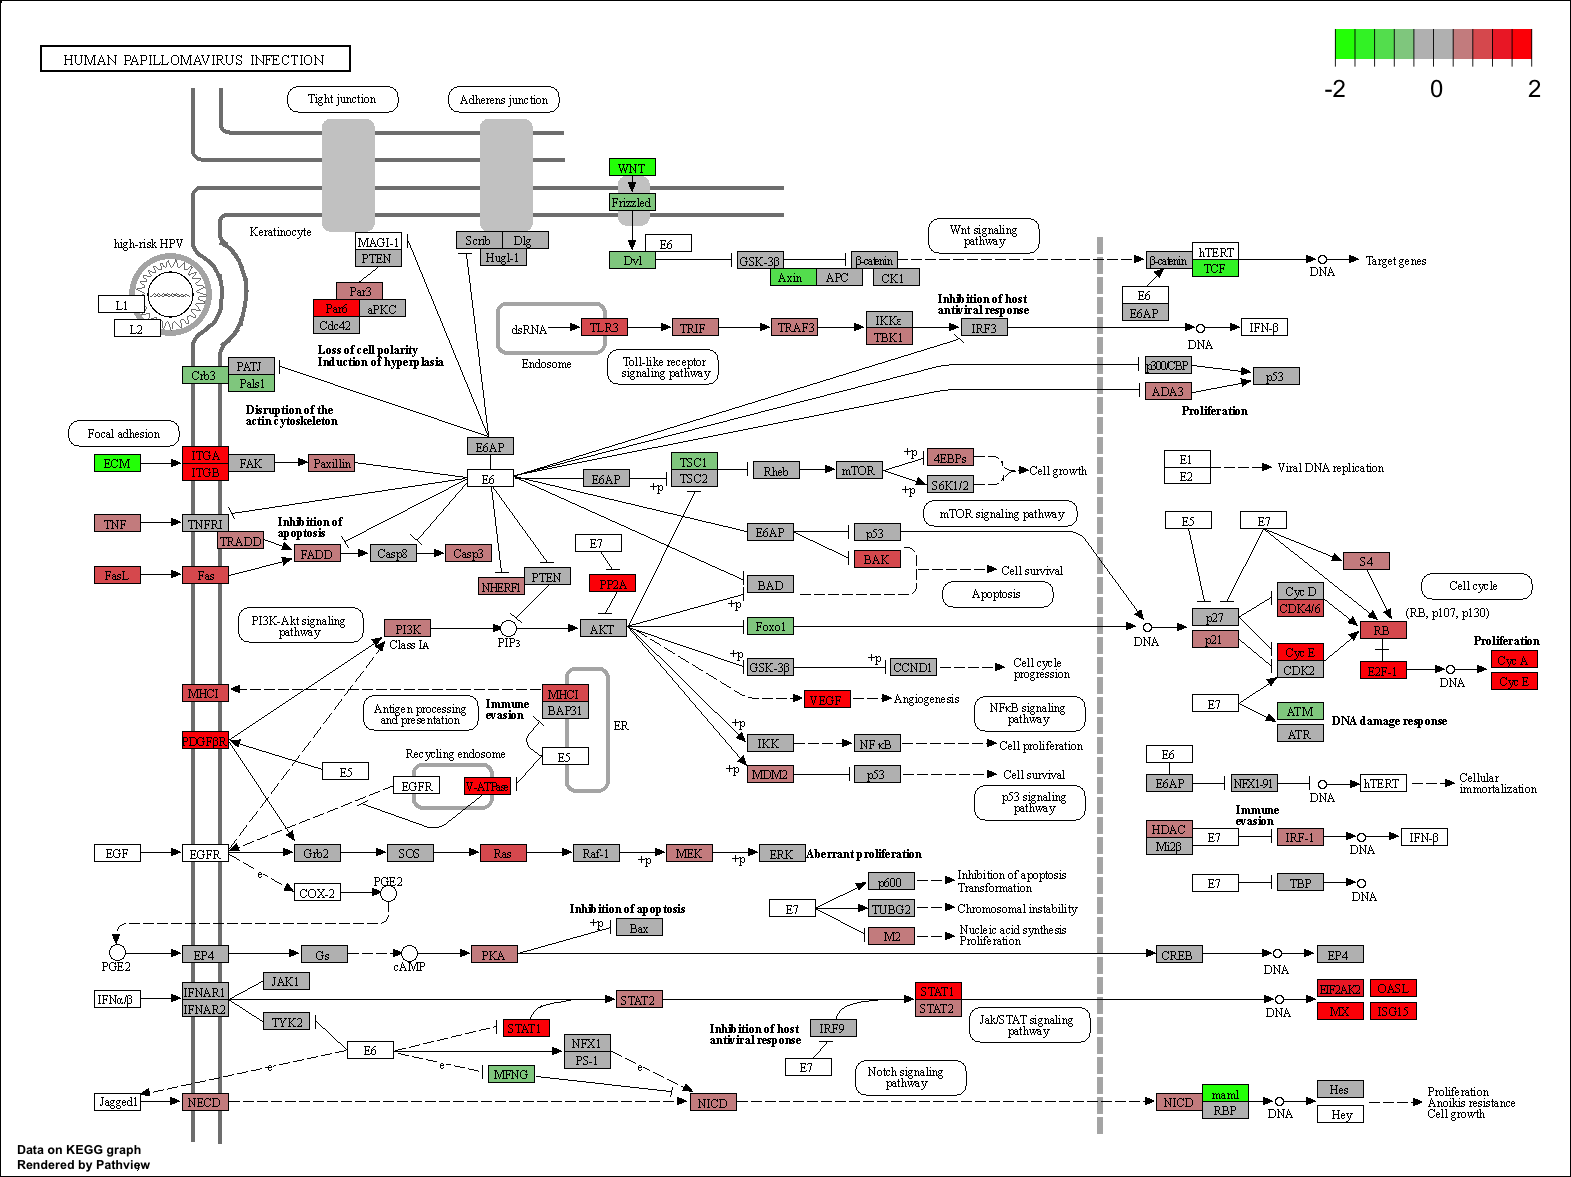 HUMAN PAPILLOMAVIRUS INFECTION
-2
0
2
Tight junction
Adherens junction
WNT
Frizzled
Keratinocyte
high-risk HPV
L1
L2
MAGI-1
PTEN
Scrib
Dlg
Hugl-1
E6
Dvl
GSK-3β
β-catenin
Axin
APC
CK1
Wnt signaling
pathway
β-catenin
hTERT
TCF
DNA
Target genes
E6
E6AP
Par3
Par6
aPKC
Cdc42
Loss of cell polarity
Induction of hyperplasia
dsRNA
Endosome
TLR3
TRIF
TRAF3
IKKε
TBK1
IRF3
Inhibition of host
antiviral response
DNA
IFN-β
Toll-like receptor
signaling pathway
Crb3
PATJ
Pals1
Disruption of the
actin cytoskeleton
p300/CBP
ADA3
p53
Proliferation
Focal adhesion
ECM
ITGA
ITGB
FAK
Paxillin
E6AP
E6
E6AP
+p
TSC1
TSC2
Rheb
mTOR
+p
+p
4EBPs
S6K1/2
Cell growth
mTOR signaling pathway
E1
E2
Viral DNA replication
TNF
TNFR1
TRADD
Inhibition of
apoptosis
FADD
Casp8
Casp3
FasL
Fas
NHERF1
PTEN
E7
PP2A
E6AP
p53
BAK
BAD
+p
Cell survival
Apoptosis
E5
E7
S4
Cell cycle
Cyc D
CDK4/6
p27
p21
Cyc E
CDK2
RB
(RB, p107, p130)
E2F-1
DNA
Proliferation
Cyc A
Cyc E
PI3K-Akt signaling
pathway
PI3K
Class IA
PIP3
AKT
Foxo1
DNA
+p
GSK-3β
+p
CCND1
Cell cycle
progression
VEGF
Angiogenesis
NFκB signaling
pathway
+p
IKK
NFκB
Cell proliferation
+p
MDM2
p53
Cell survival
p53 signaling
pathway
E7
ATM
ATR
DNA damage response
MHCI
Antigen processing
and presentation
Immune
evasion
MHCI
BAP31
ER
E5
PDGFβR
E5
Recycling endosome
EGFR
V-ATPase
E6
E6AP
NFX1-91
DNA
hTERT
Cellular
immortalization
Immune
evasion
HDAC
Mi2β
E7
IRF-1
DNA
IFN-β
E7
TBP
DNA
EGF
EGFR
Grb2
SOS
Ras
Raf-1
+p
MEK
+p
ERK
Aberrant proliferation
e
COX-2
PGE2
E7
p600
TUBG2
M2
Inhibition of apoptosis
Transformation
Chromosomal instability
Nucleic acid synthesis
Proliferation
Inhibition of apoptosis
+p
Bax
PGE2
EP4
Gs
cAMP
PKA
CREB
DNA
EP4
IFNα/β
IFNAR1
IFNAR2
JAK1
TYK2
STAT2
STAT1
STAT1
STAT2
Inhibition of host
antiviral response
IRF9
E7
Jak/STAT signaling
pathway
DNA
EIF2AK2
OASL
MX
ISG15
E6
NFX1
PS-1
e
e
e
MFNG
Notch signaling
pathway
Jagged1
NECD
NICD
NICD
maml
RBP
DNA
Hes
Hey
Proliferation
Anoikis resistance
Cell growth
Data on KEGG graph
Rendered by Pathview